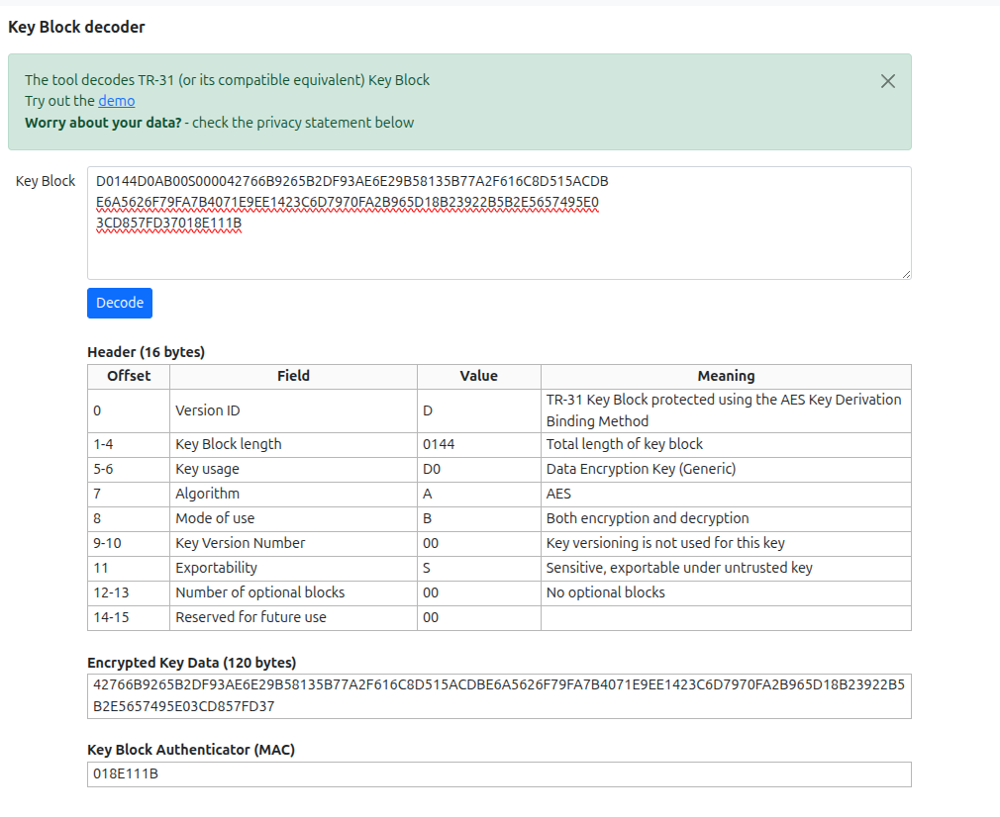 Key Block decoder
The tool decodes TR-31 (or its compatible equivalent) Key Block
Try out the demo
Worry about your data? - check the privacy statement below
Key Block
D0144D0AB00S000042766B9265B2DF93AE6E29B58135B77A2F616C8D515ACDB
E6A5626F79FA7B4071E9EE1423C6D7970FA2B965D18B23922B5B2E5657495E0
3CD857FD37018E111B
Decode
Header (16 bytes)
Offset Field Value Meaning
0 Version ID D TR-31 Key Block protected using the AES Key Derivation
Binding Method
1-4 Key Block length 0144 Total length of key block
5-6 Key usage D0 Data Encryption Key (Generic)
7 Algorithm A AES
8 Mode of use B Both encryption and decryption
9-10 Key Version Number 00 Key versioning is not used for this key
11 Exportability S Sensitive, exportable under untrusted key
12-13 Number of optional blocks 00 No optional blocks
14-15 Reserved for future use 00
Encrypted Key Data (120 bytes)
42766B9265B2DF93AE6E29B58135B77A2F616C8D515ACDBE6A5626F79FA7B4071E9EE1423C6D7970FA2B965D18B23922B5
B2E5657495E03CD857FD37
Key Block Authenticator (MAC)
018E111B